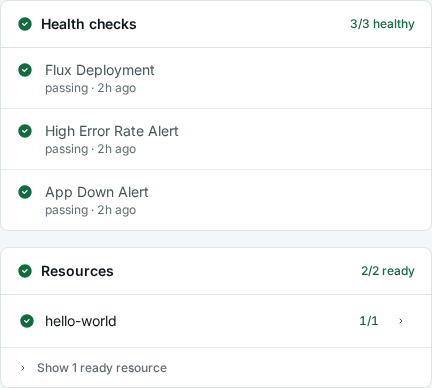 Health checks 3/3 healthy
Flux Deployment
passing · 2h ago
High Error Rate Alert
passing · 2h ago
App Down Alert
passing · 2h ago
Resources 2/2 ready
hello-world 1/1
Show 1 ready resource